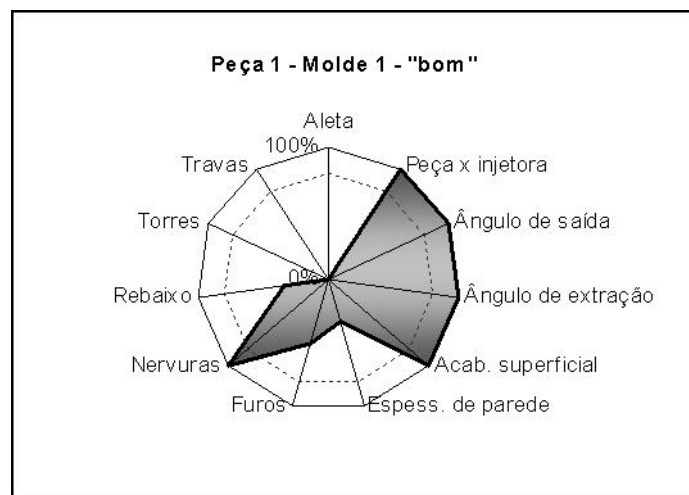 Peça 1 - Molde 1 - "bom"
Aleta
100%
Travas
Peça x injetora
Torres
Ângulo de saída
0%
Rebaixo
Ângulo de extração
Nervuras
Acab. superficial
Furos
Espess. de parede